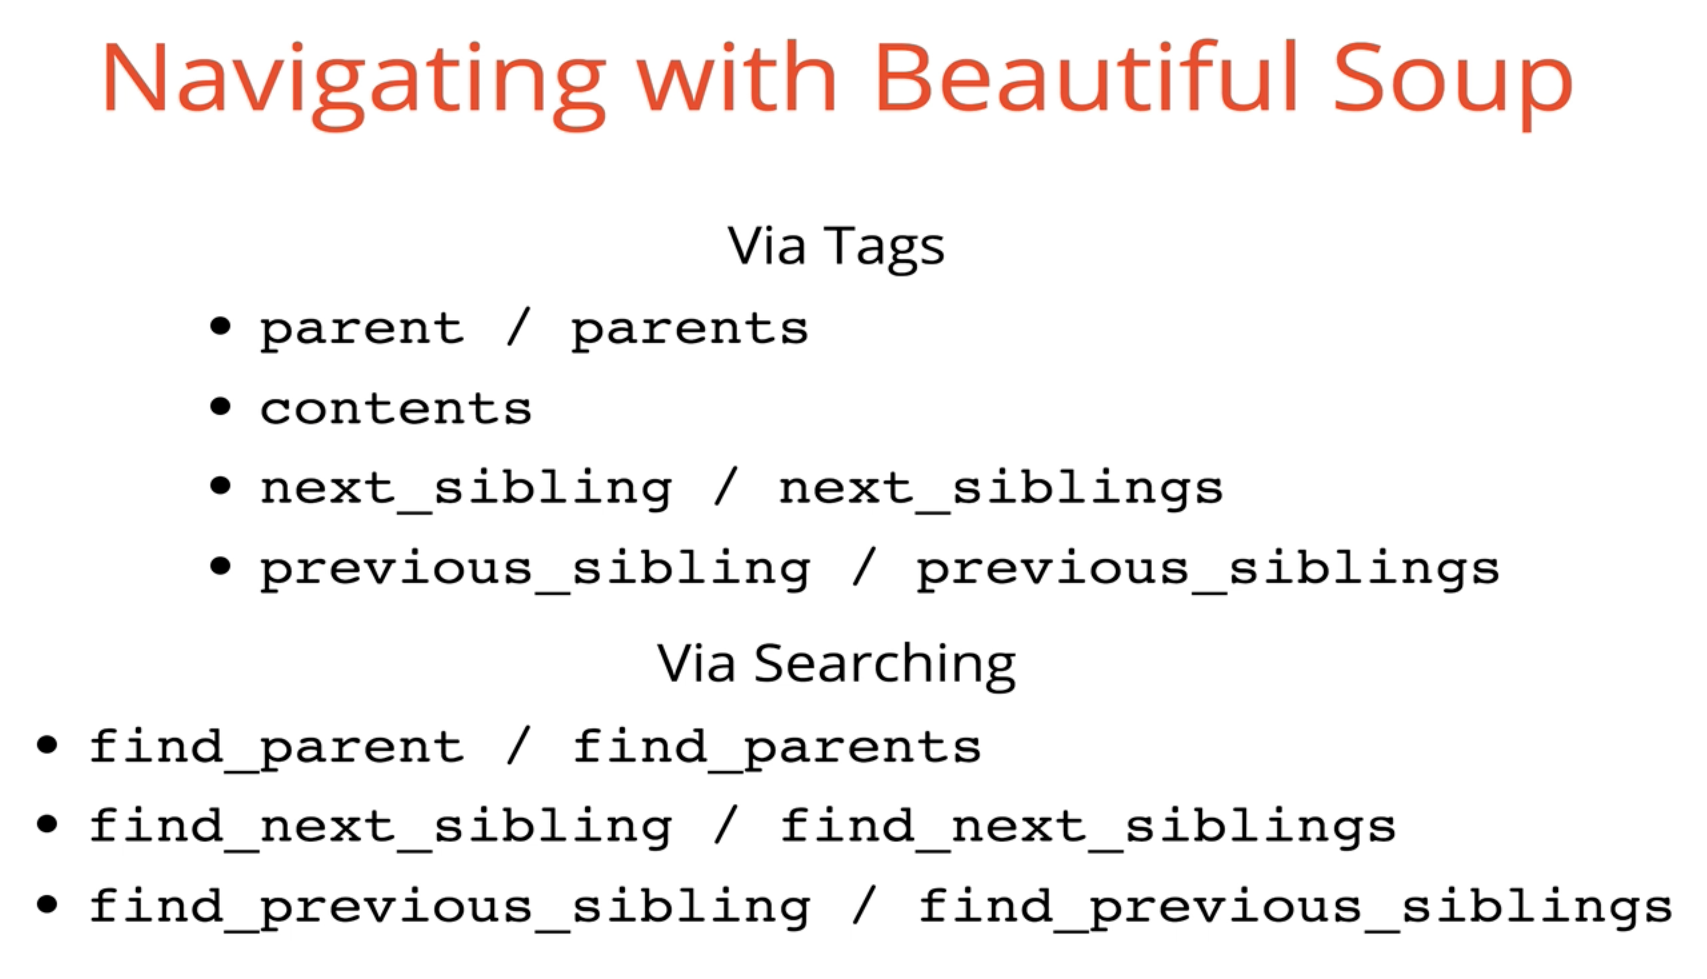 Navigating with Beautiful Soup
Via Tags
• parent / parents
• contents
• next_sibling / next_siblings
• previous_sibling / previous_siblings
Via Searching
• find_parent / find_parents
• find_next_sibling / find_next_siblings
• find_previous_sibling / find_previous_siblings